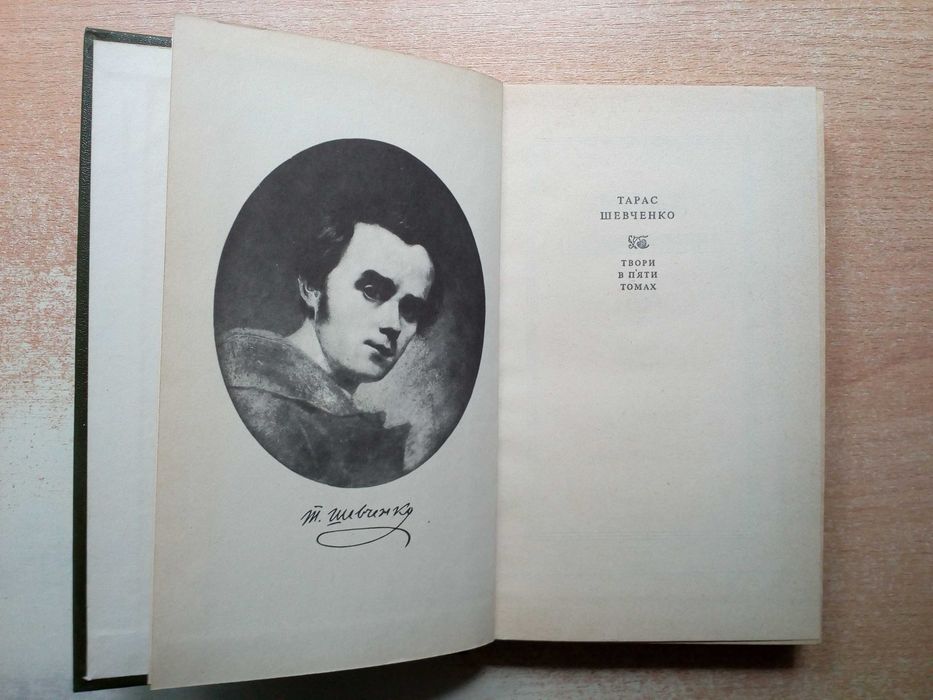 Т. Шевченко
ТАРАС
ШЕВЧЕНКО
ТВОРИ
В П'ЯТИ
ТОМАХ